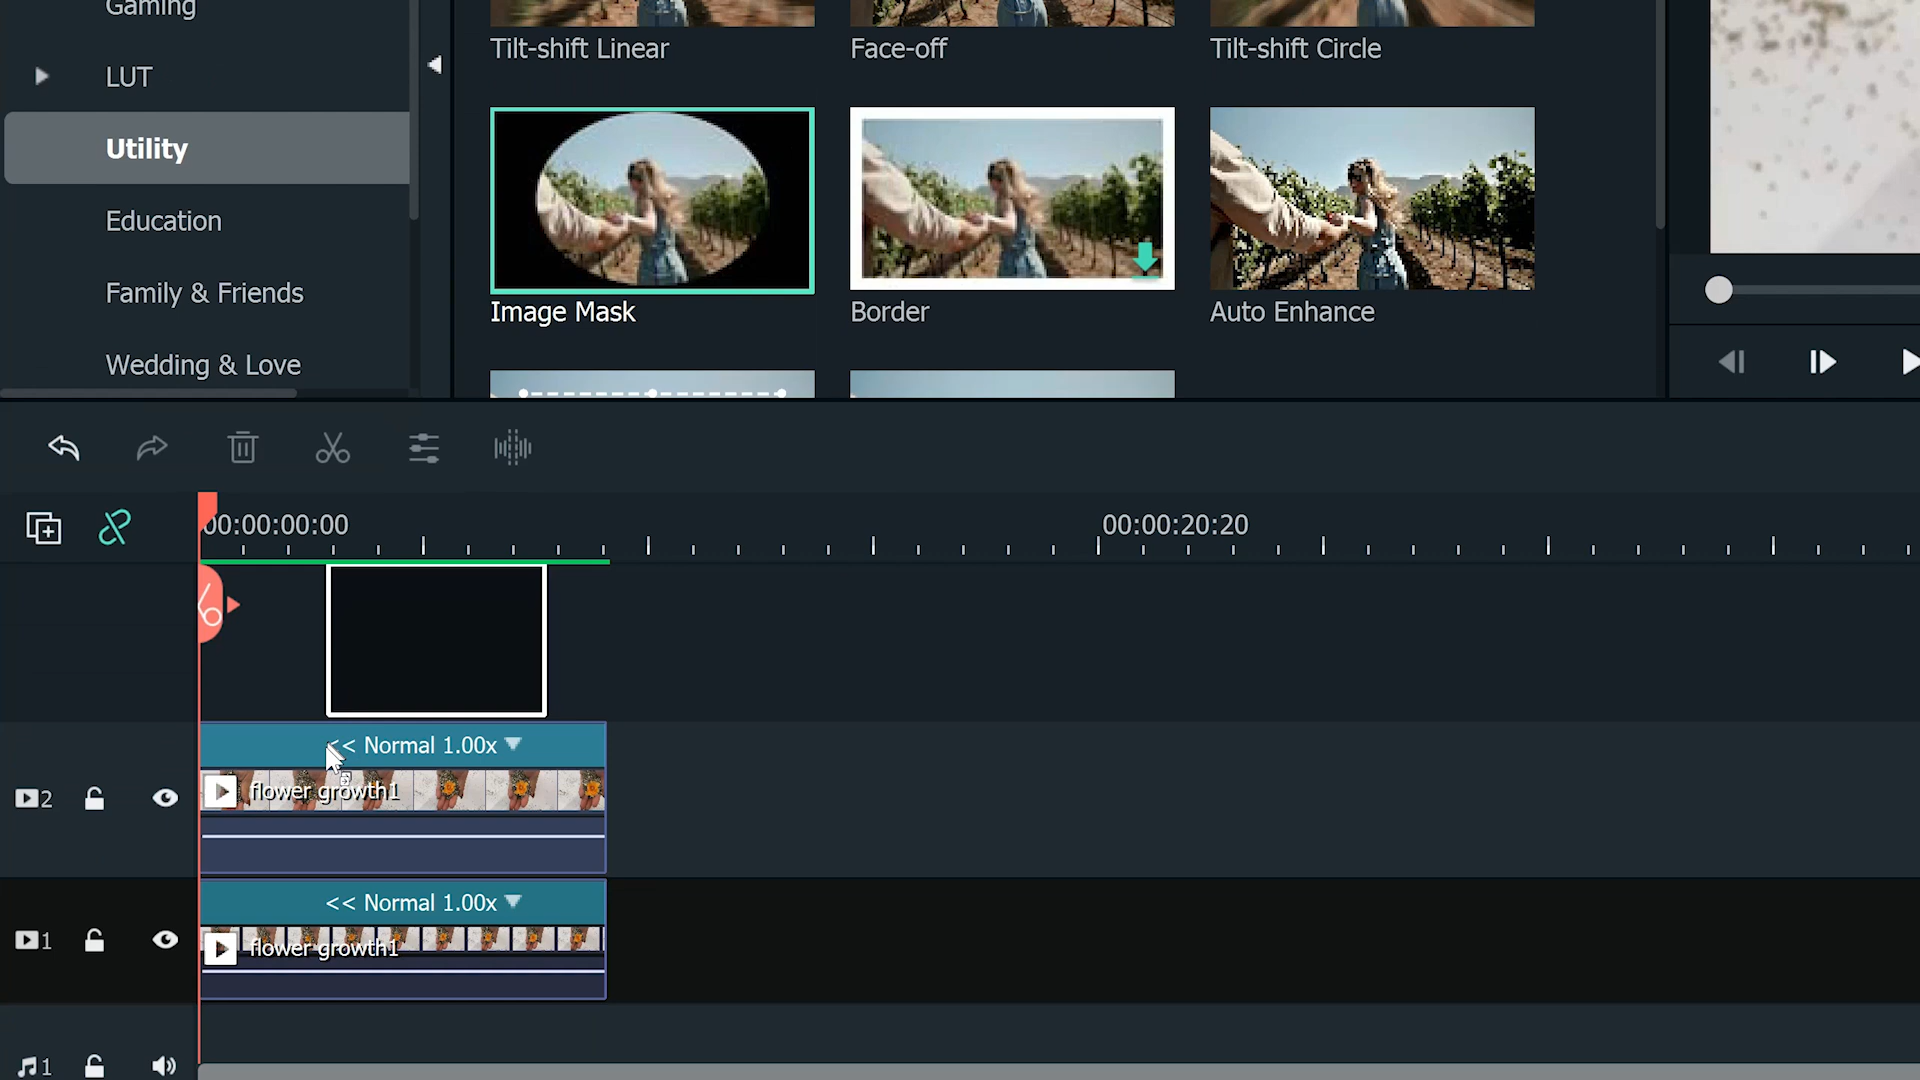 Gaming
LUT
Utility
Education
Family & Friends
Wedding & Love
Tilt-shift Linear
Face-off
Tilt-shift Circle
Image Mask
Border
Auto Enhance
00:00:00:00
00:00:20:20
<< Normal 1.00x
flower growth1
2
<< Normal 1.00x
flower growth1
1
1